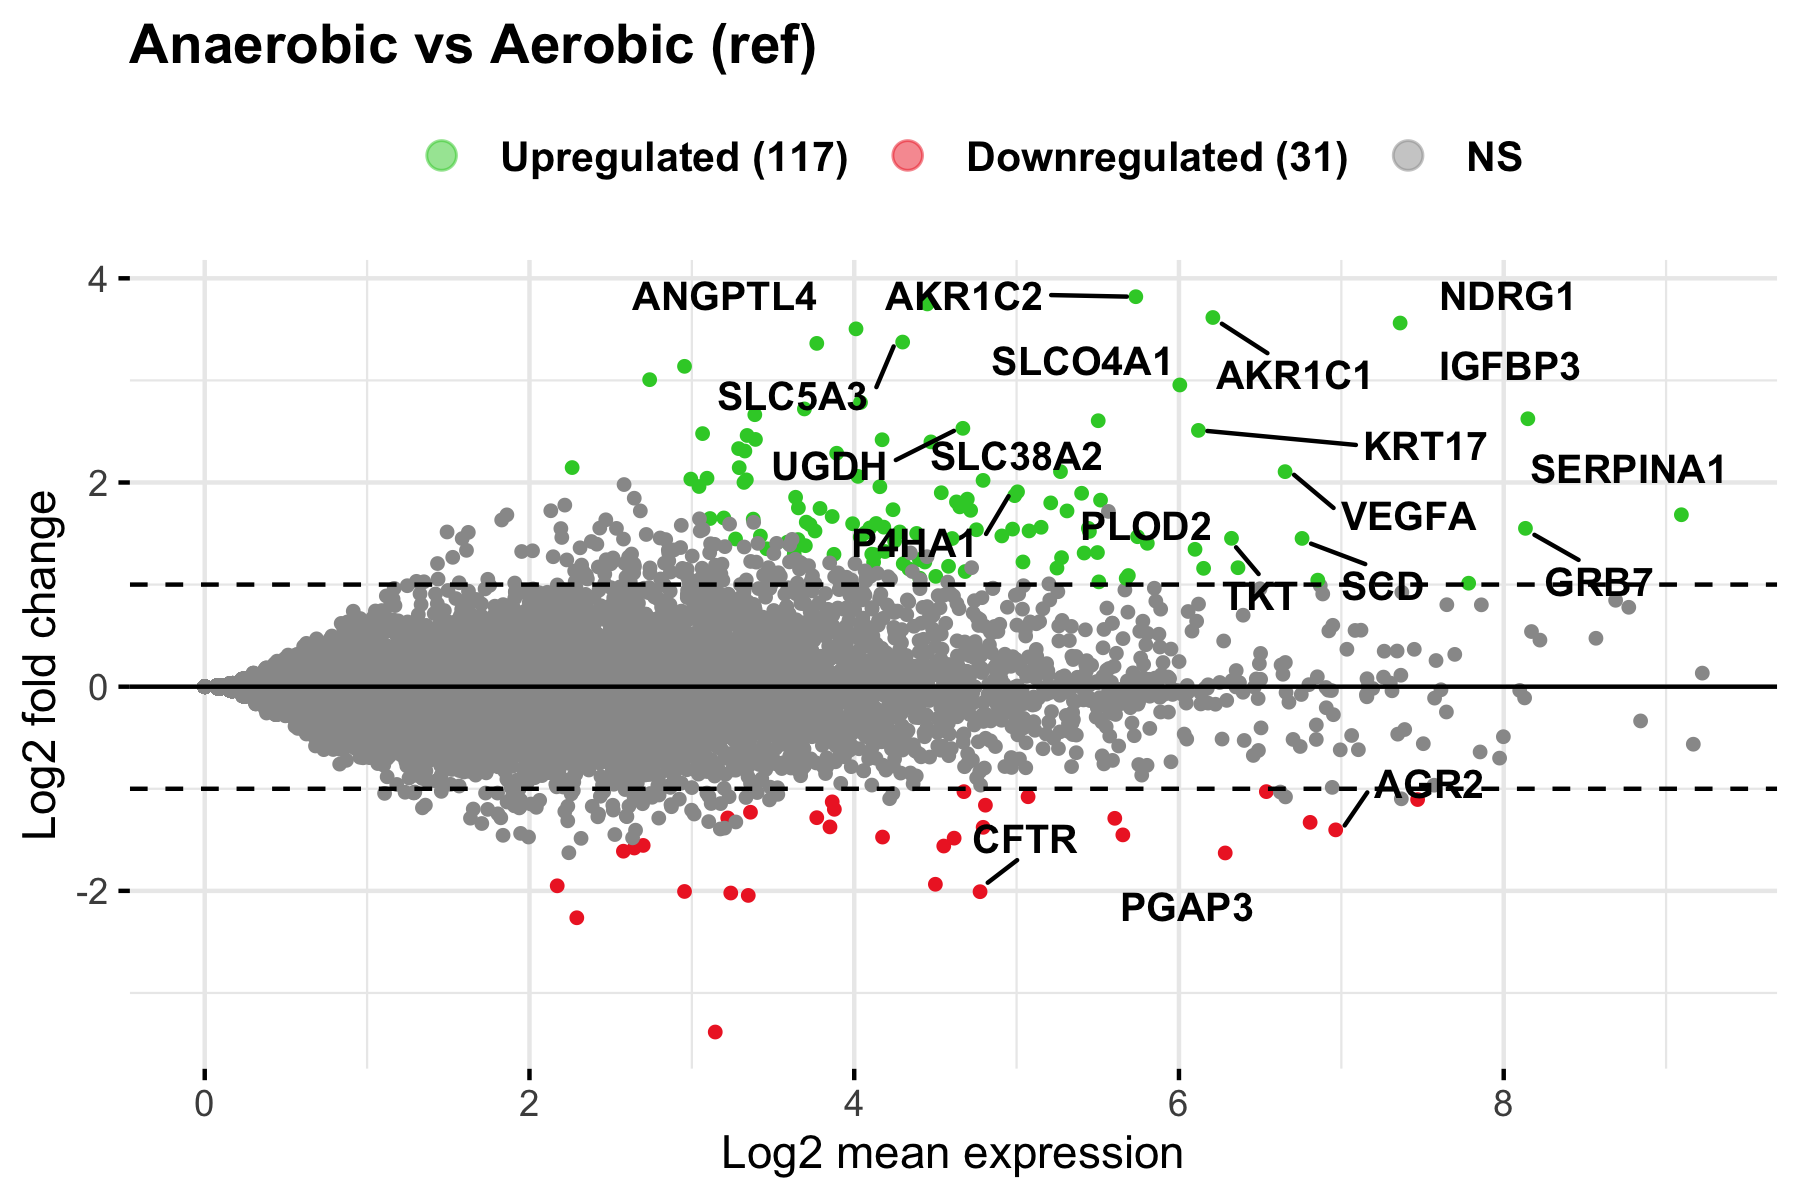 Anaerobic vs Aerobic (ref)
Upregulated (117) Downregulated (31) NS
4
2
0
-2
Log2 fold change
ANGPTL4
AKR1C2
NDRG1
SLCO4A1
AKR1C1
IGFBP3
SLC5A3
KRT17
UGDH
SLC38A2
SERPINA1
VEGFA
PLOD2
P4HA1
TKT
SCD
GRB7
AGR2
CFTR
PGAP3
0 2 4 6 8
Log2 mean expression